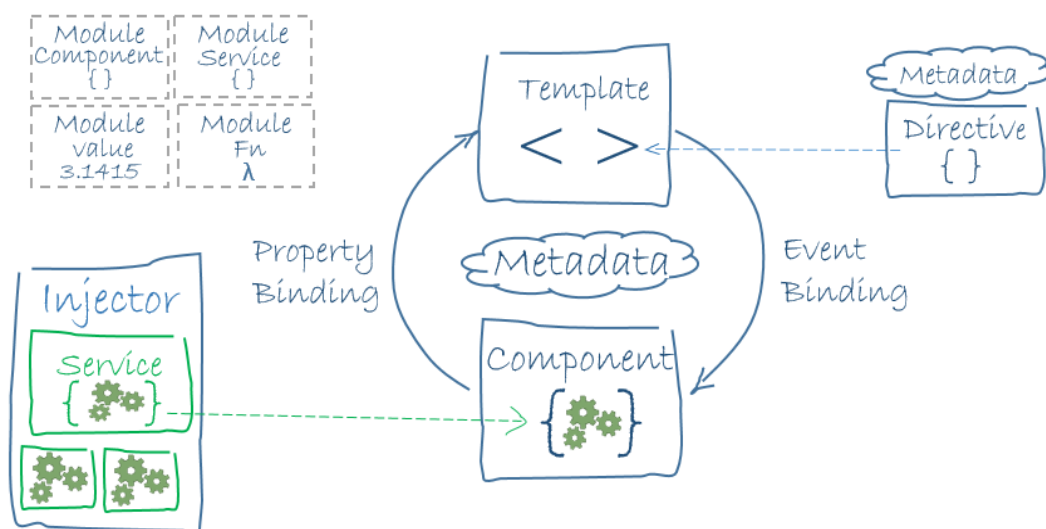 Module
Component
{ }
Module
Service
{ }
Module
value
3.1415
Module
Fn
λ
Template
< >
Metadata
Directive
{ }
Property
Binding
Metadata
Event
Binding
Injector
Service
{ }
Component
{ }